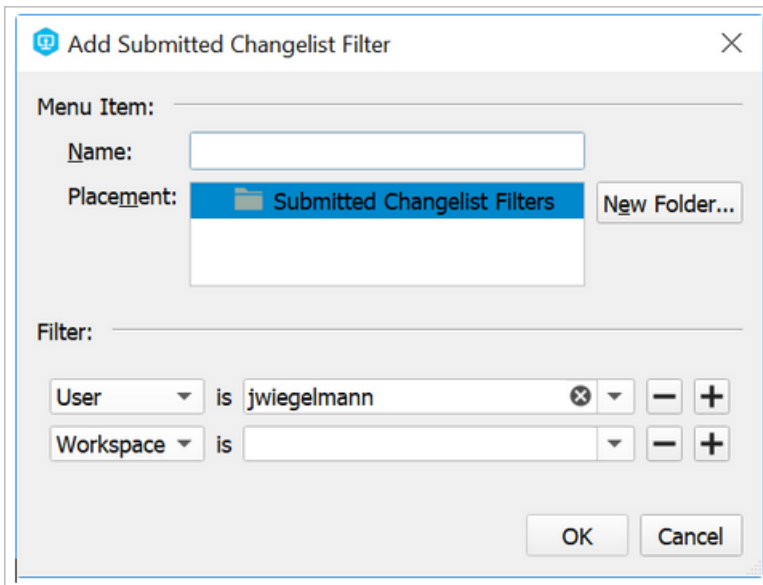 Add Submitted Changelist Filter
Menu Item:
Name:
Placement: Submitted Changelist Filters New Folder...
Filter:
User is jwiegelmann
Workspace is
OK Cancel